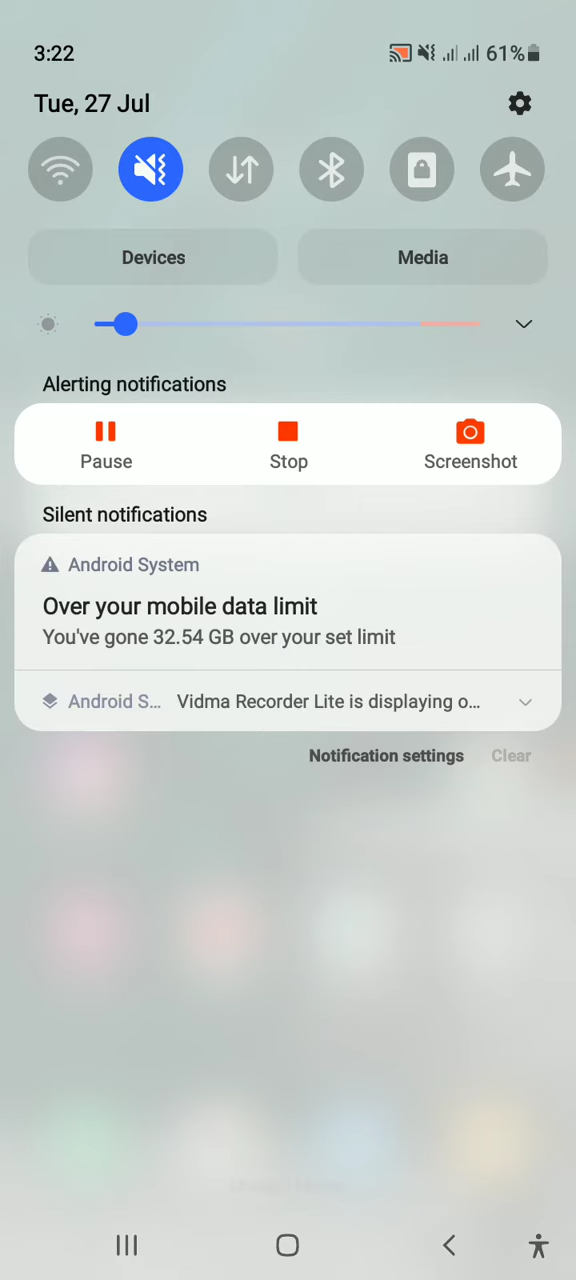 3:22
61%
Tue, 27 Jul
Devices
Media
Alerting notifications
Pause
Stop
Screenshot
Silent notifications
Android System
Over your mobile data limit
You've gone 32.54 GB over your set limit
Android S... Vidma Recorder Lite is displaying o...
Notification settings
Clear